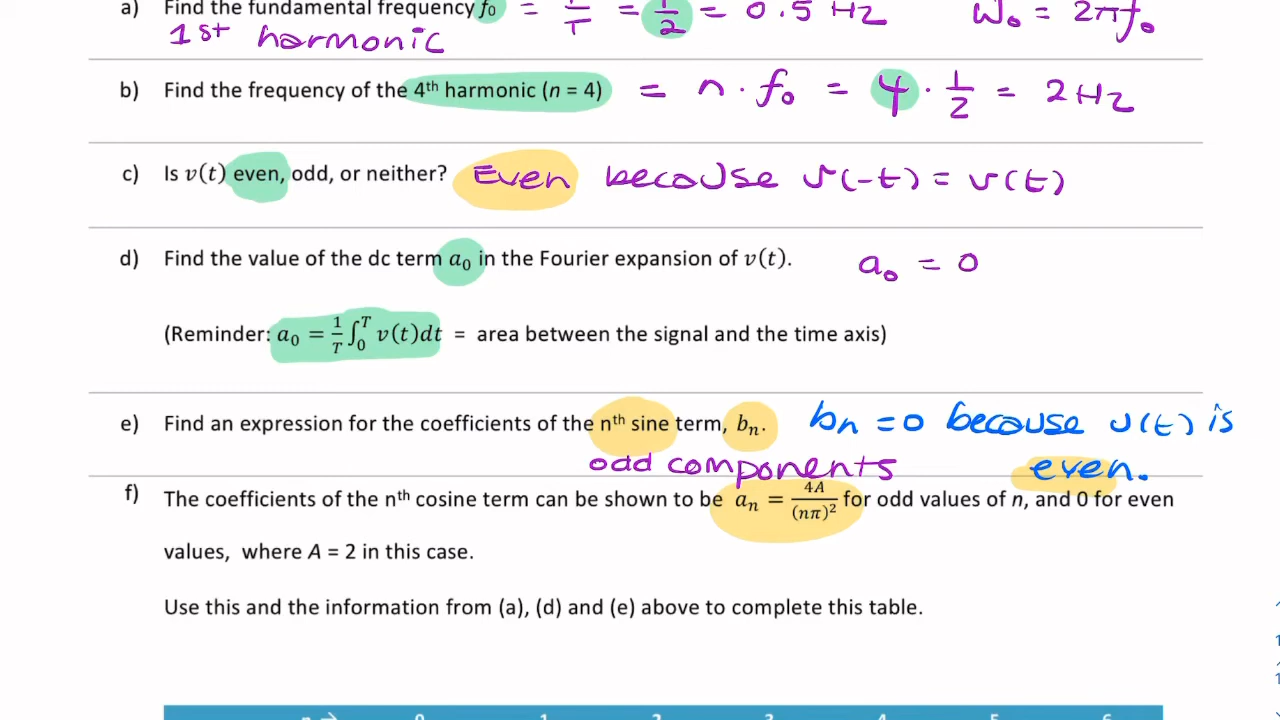 a) Find the fundamental frequency f₀ = 1/T = 1/2 = 0.5 Hz ω₀ = 2πf₀
1st harmonic
b) Find the frequency of the 4th harmonic (n = 4) = n · f₀ = 4 · 1/2 = 2 Hz
c) Is v(t) even, odd, or neither? Even because v(-t) = v(t)
d) Find the value of the dc term a₀ in the Fourier expansion of v(t). a₀ = 0
(Reminder: a₀ = 1/T ∫₀ᵀ v(t)dt = area between the signal and the time axis)
e) Find an expression for the coefficients of the nth sine term, bₙ. bn = 0 because v(t) is
odd components even.
f) The coefficients of the nth cosine term can be shown to be aₙ = 4A/(nπ)² for odd values of n, and 0 for even
values, where A = 2 in this case.
Use this and the information from (a), (d) and (e) above to complete this table.